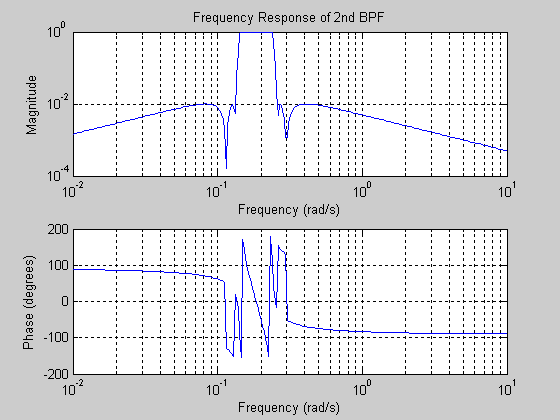 Frequency Response of 2nd BPF
10^0
10^-2
10^-4
Magnitude
10^-2 10^-1 10^0 10^1
Frequency (rad/s)
200
100
0
-100
-200
Phase (degrees)
10^-2 10^-1 10^0 10^1
Frequency (rad/s)